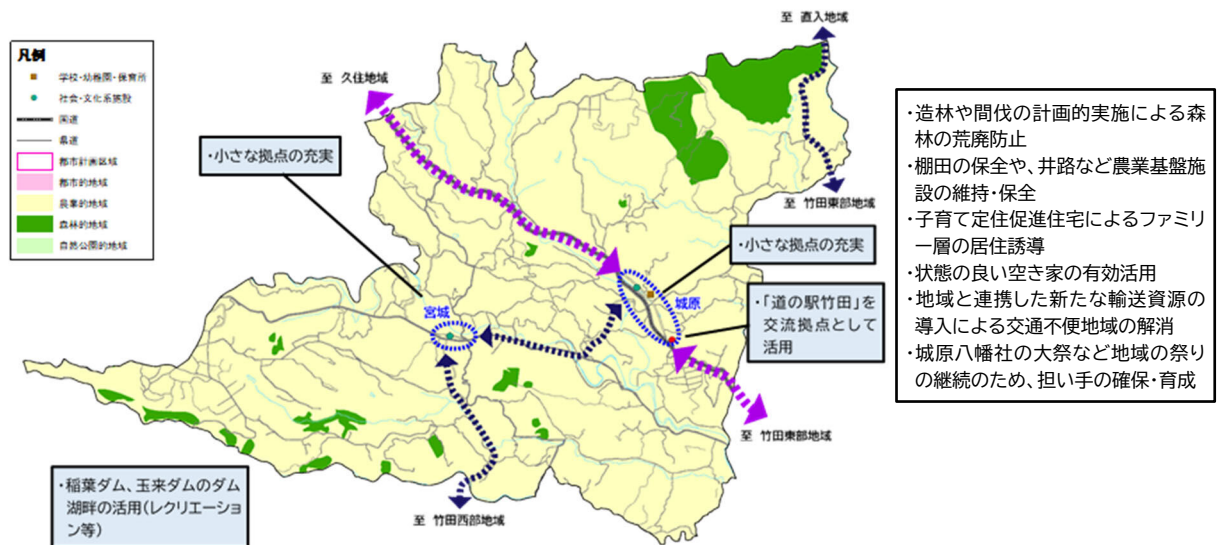 凡例
学校・幼稚園・保育所
社会・文化系施設
国道
県道
都市計画区域
都市的地域
農業的地域
森林的地域
自然公園的地域
至 直入地域
至 久住地域
・小さな拠点の充実
至 竹田東部地域
・小さな拠点の充実
城原
宮城
・「道の駅竹田」を
交流拠点として
活用
至 竹田東部地域
・稲葉ダム、玉来ダムのダム
湖畔の活用(レクリエーショ
ン等)
至 竹田西部地域
・造林や間伐の計画的実施による森
林の荒廃防止
・棚田の保全や、井路など農業基盤施
設の維持・保全
・子育て定住促進住宅によるファミリ
ー層の居住誘導
・状態の良い空き家の有効活用
・地域と連携した新たな輸送資源の
導入による交通不便地域の解消
・城原八幡社の大祭など地域の祭り
の継続のため、担い手の確保・育成